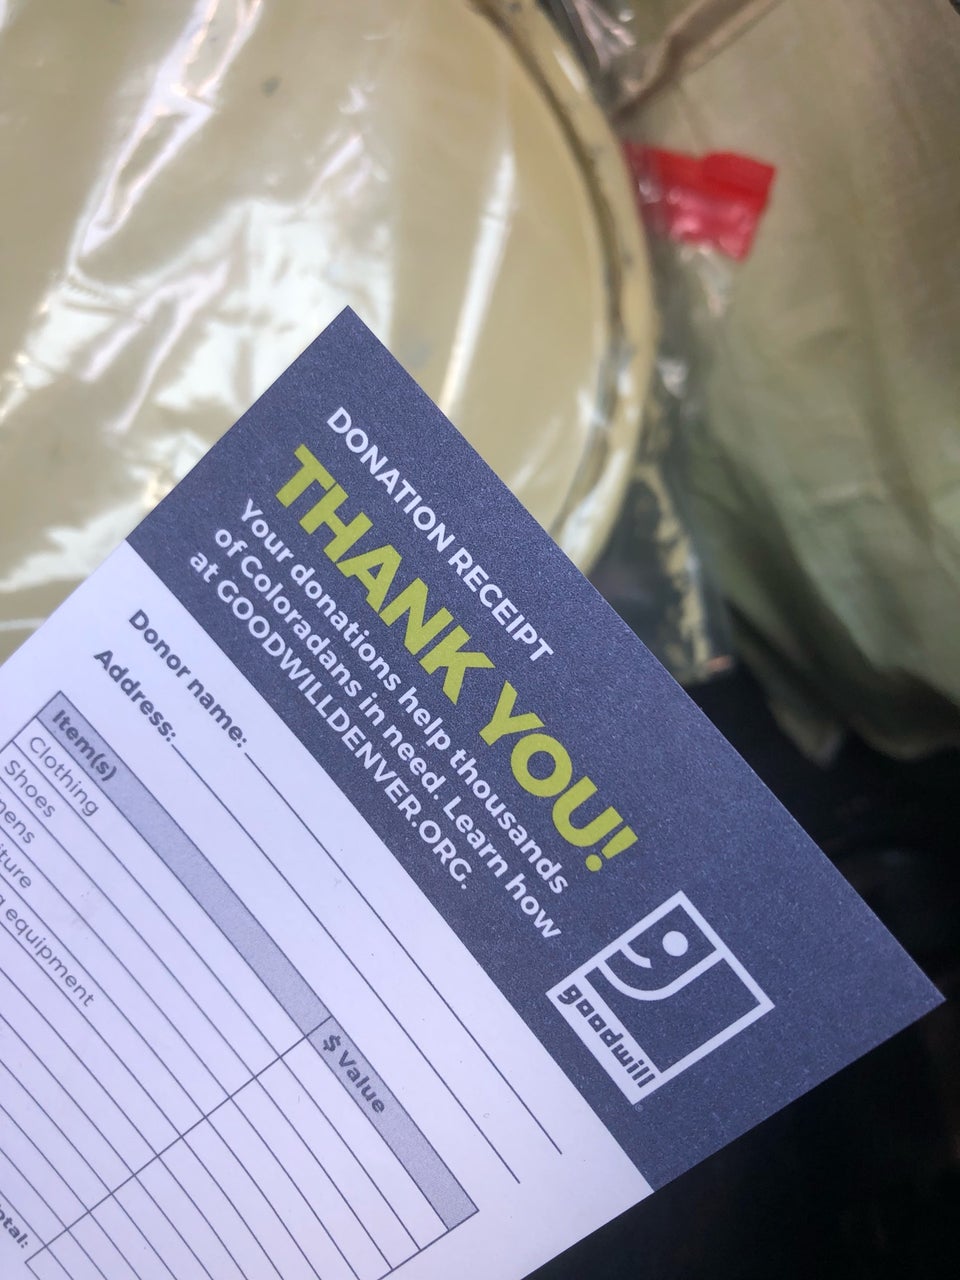 DONATION RECEIPT
THANK YOU!
Your donations help thousands
of Coloradans in need. Learn how
at GOODWILLDENVER.ORG.
goodwill
Donor name:
Address:
Item(s) $ Value
Clothing
Shoes
equipment